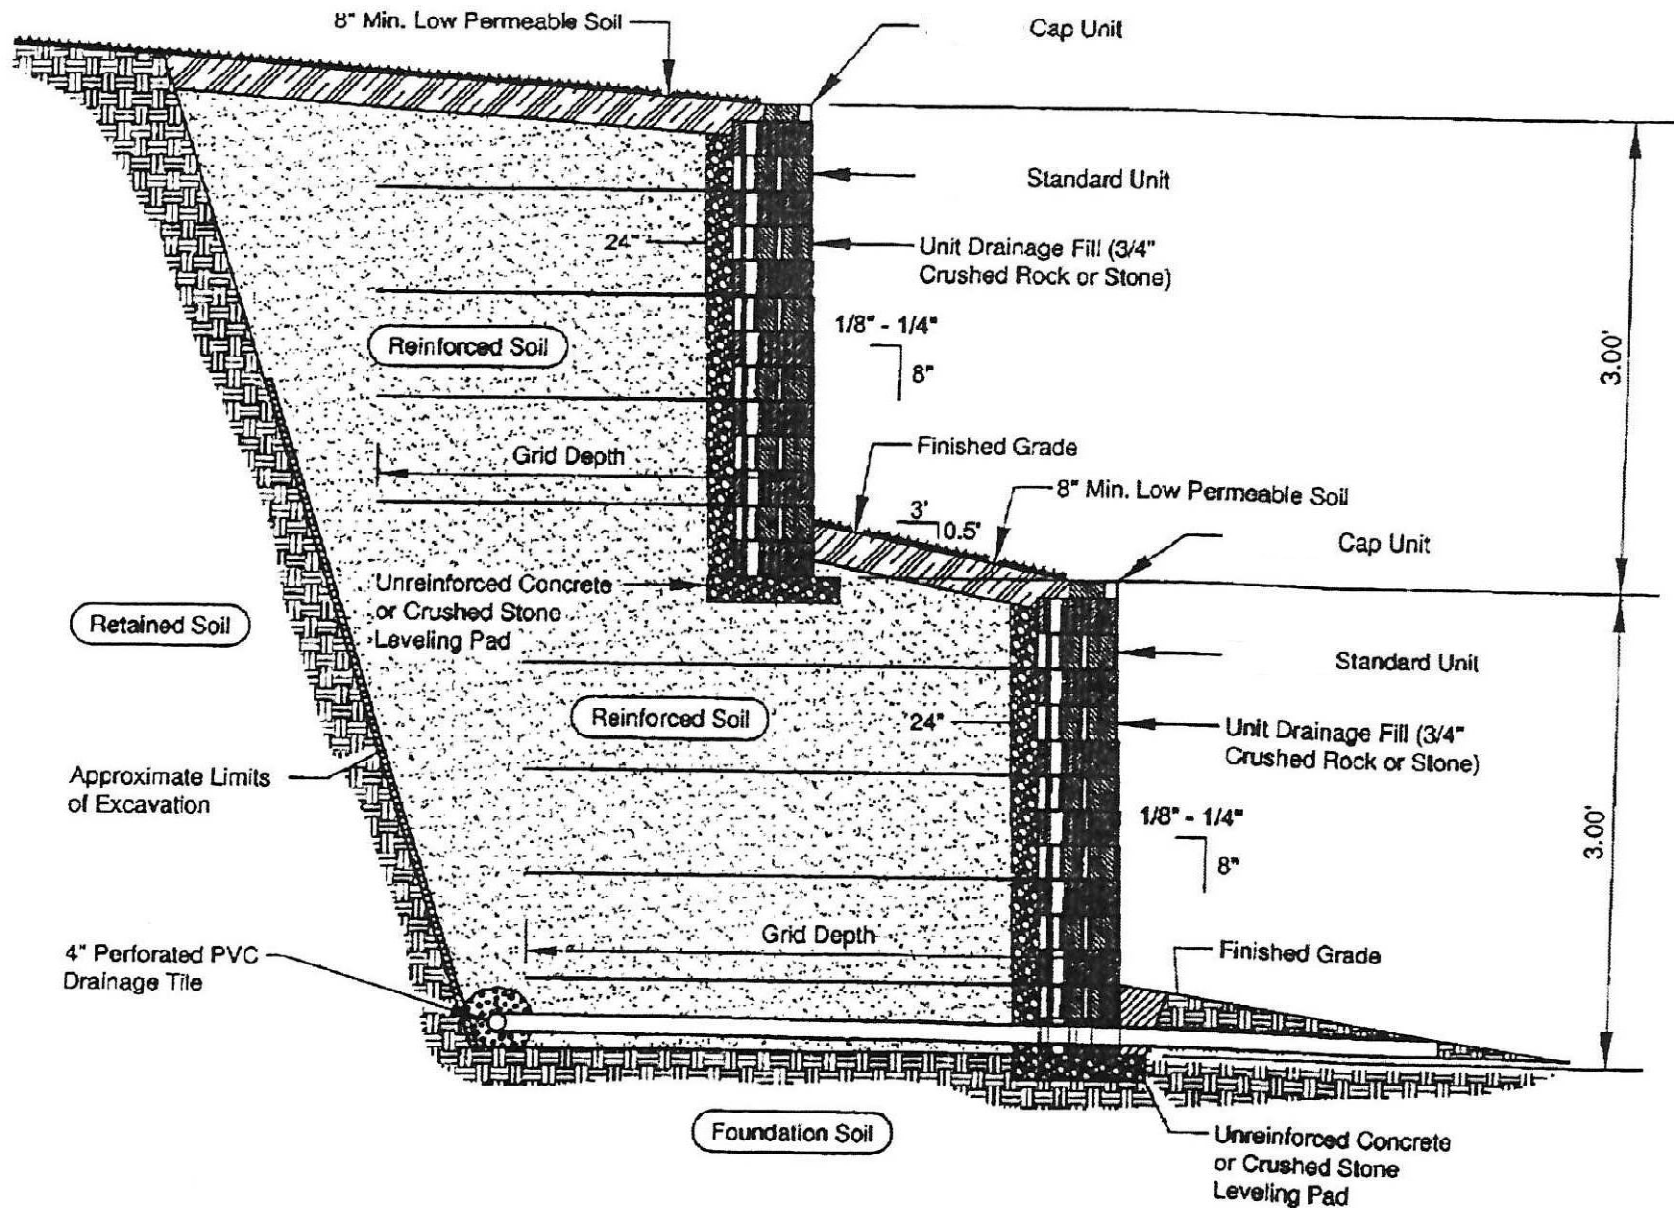 8" Min. Low Permeable Soil
Cap Unit
Standard Unit
24"
Unit Drainage Fill (3/4"
Crushed Rock or Stone)
1/8" - 1/4"
8"
Reinforced Soil
3.00'
Grid Depth
Finished Grade
8" Min. Low Permeable Soil
3'
0.5'
Cap Unit
Unreinforced Concrete
or Crushed Stone
Leveling Pad
Retained Soil
Standard Unit
Reinforced Soil
24"
Unit Drainage Fill (3/4"
Crushed Rock or Stone)
Approximate Limits
of Excavation
1/8" - 1/4"
8"
3.00'
Grid Depth
Finished Grade
4" Perforated PVC
Drainage Tile
Foundation Soil
Unreinforced Concrete
or Crushed Stone
Leveling Pad